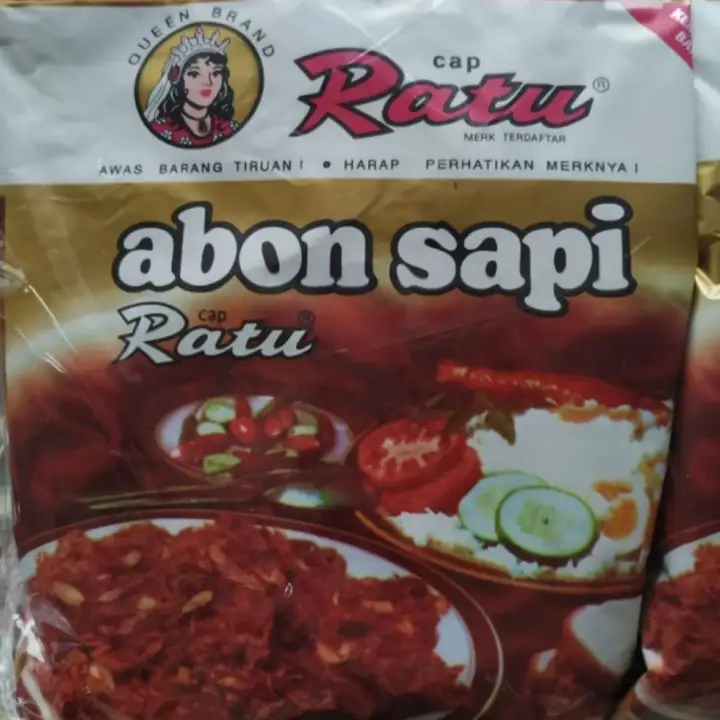 QUEEN BRAND
cap
Ratu®
MERK TERDAFTAR
AWAS BARANG TIRUAN ! • HARAP PERHATIKAN MERKNYA !
abon sapi
cap
Ratu®